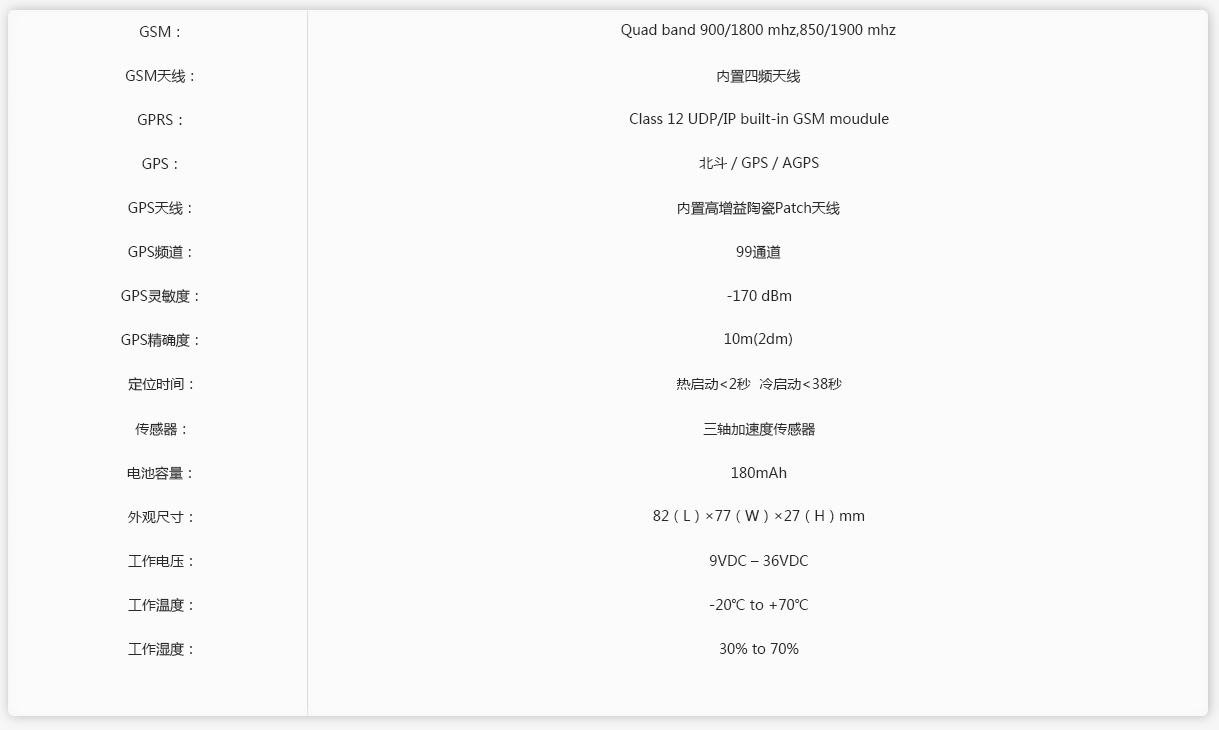 GSM： Quad band 900/1800 mhz,850/1900 mhz
GSM天线： 内置四频天线
GPRS： Class 12 UDP/IP built-in GSM moudule
GPS： 北斗 / GPS / AGPS
GPS天线： 内置高增益陶瓷Patch天线
GPS频道： 99通道
GPS灵敏度： -170 dBm
GPS精确度： 10m(2dm)
定位时间： 热启动<2秒 冷启动<38秒
传感器： 三轴加速度传感器
电池容量： 180mAh
外观尺寸： 82（L）×77（W）×27（H）mm
工作电压： 9VDC – 36VDC
工作温度： -20℃ to +70℃
工作湿度： 30% to 70%